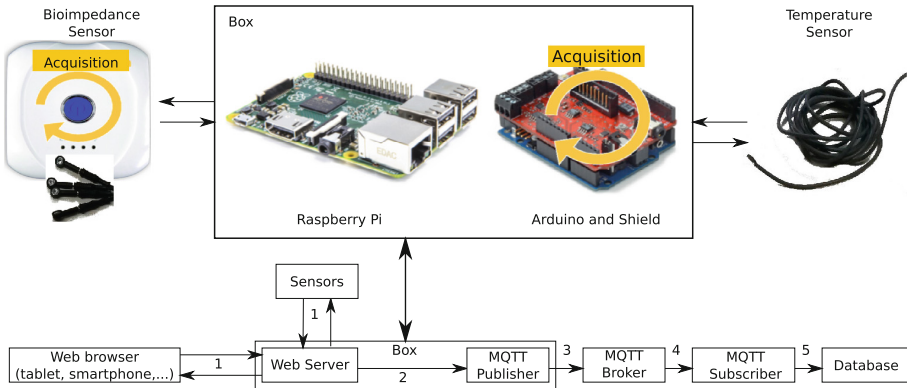 Bioimpedance
Sensor
Acquisition
Box
Acquisition
Temperature
Sensor
EDAC
Raspberry Pi
Arduino and Shield
Sensors
1
Web browser
(tablet, smartphone,...)
1
Web Server
Box
2
MQTT
Publisher
3
MQTT
Broker
4
MQTT
Subscriber
5
Database